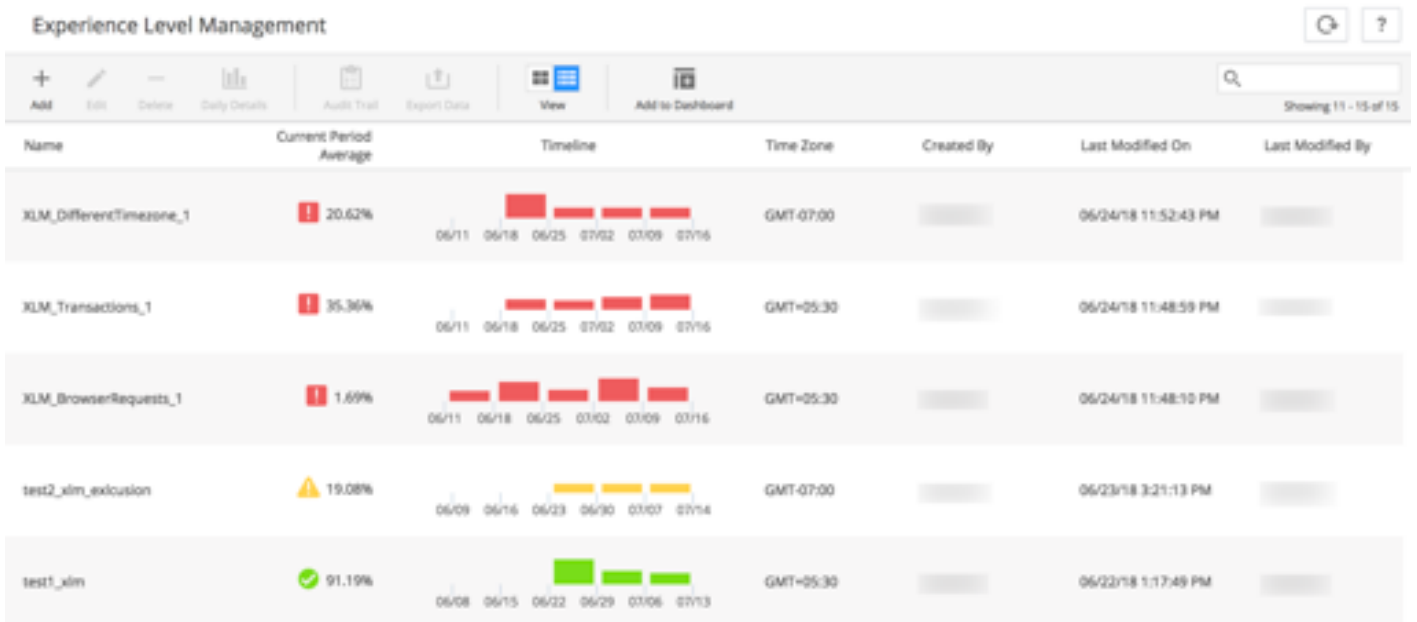 Experience Level Management
?
Add Edit Delete Daily Details Audit Trail Export Data View Add to Dashboard
Showing 11 - 15 of 15
Name Current Period Average Timeline Time Zone Created By Last Modified On Last Modified By
XLM_DifferentTimezone_1 20.62% GMT-07:00 06/24/18 11:52:43 PM
06/11 06/18 06/25 07/02 07/09 07/16
XLM_Transactions_1 35.36% GMT+05:30 06/24/18 11:48:59 PM
06/11 06/18 06/25 07/02 07/09 07/16
XLM_BrowserRequests_1 1.69% GMT+05:30 06/24/18 11:48:10 PM
06/11 06/18 06/25 07/02 07/09 07/16
test2_xlm_exlcusion 19.08% GMT-07:00 06/23/18 3:21:13 PM
06/09 06/16 06/23 06/30 07/07 07/14
test1_xlm 91.19% GMT+05:30 06/22/18 1:17:49 PM
06/08 06/15 06/22 06/29 07/06 07/13